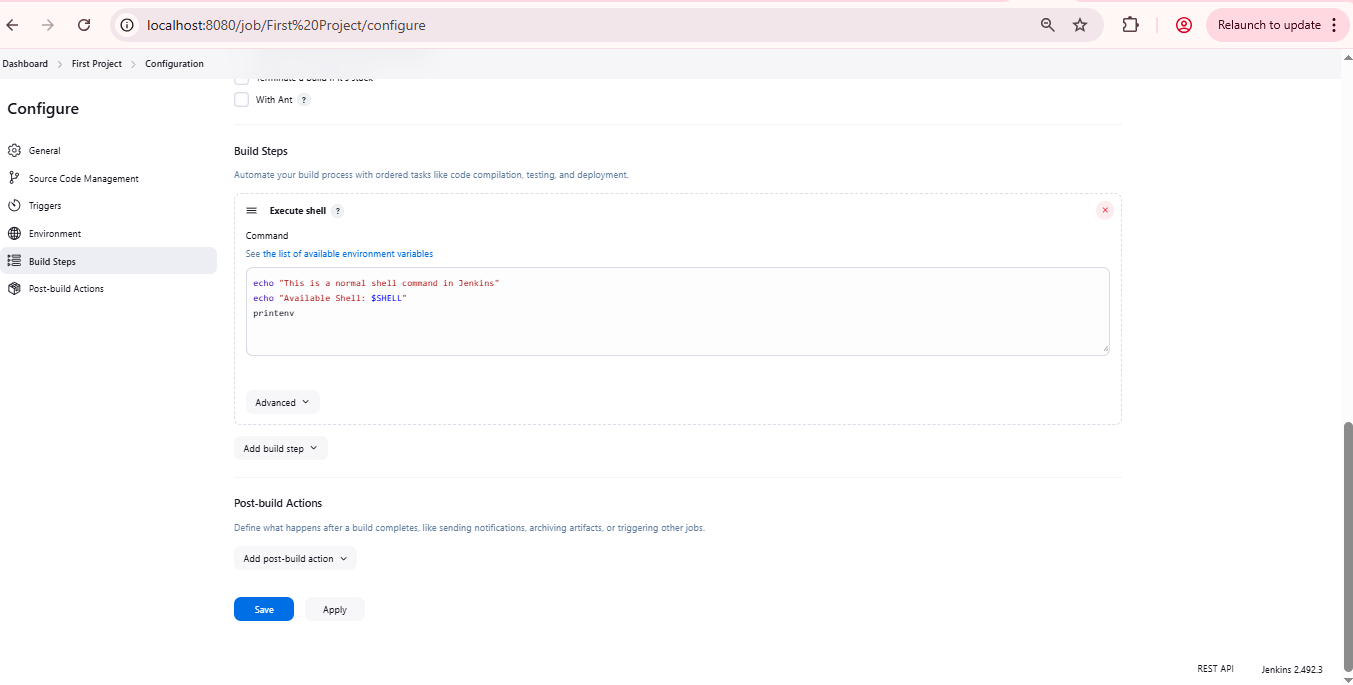 localhost:8080/job/First%20Project/configure
Relaunch to update
Dashboard > First Project > Configuration
Terminate a build if it's stuck
Configure
With Ant ?
General
Source Code Management
Triggers
Environment
Build Steps
Post-build Actions
Build Steps
Automate your build process with ordered tasks like code compilation, testing, and deployment.
Execute shell ?
Command
See the list of available environment variables
echo "This is a normal shell command in Jenkins"
echo "Available Shell: $SHELL"
printenv
Advanced
Add build step
Post-build Actions
Define what happens after a build completes, like sending notifications, archiving artifacts, or triggering other jobs.
Add post-build action
Save
Apply
REST API
Jenkins 2.492.3